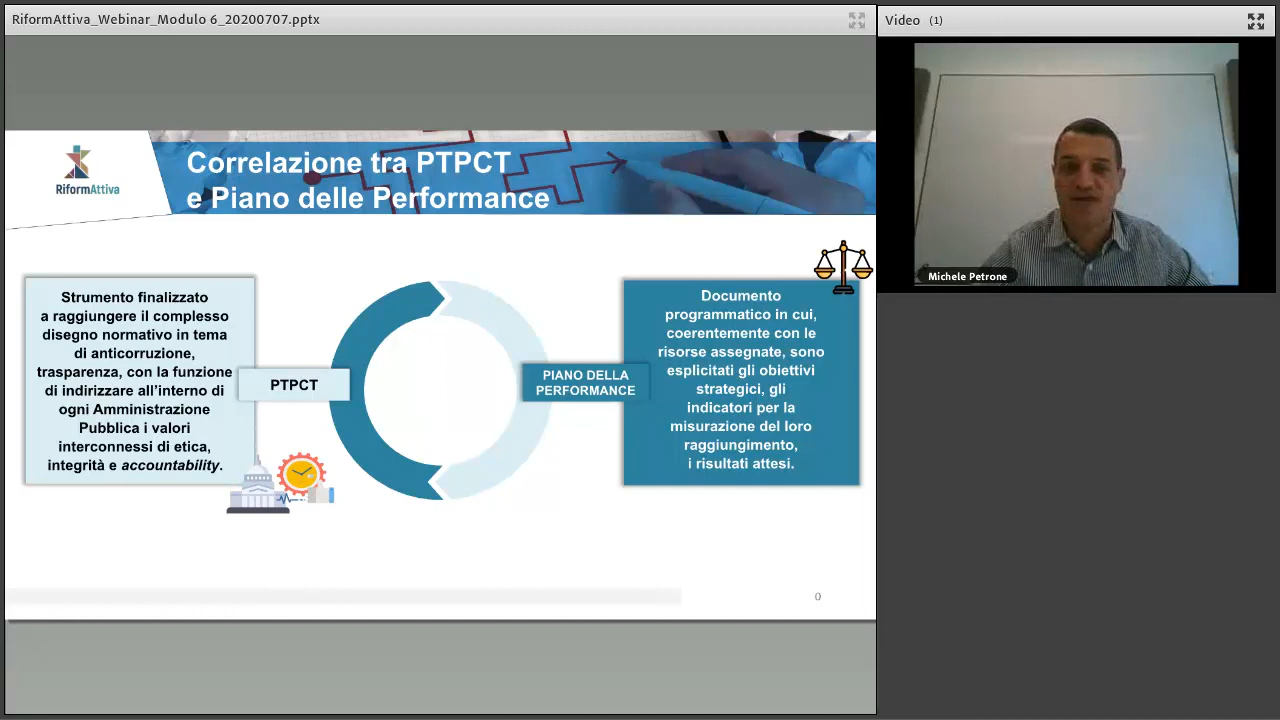 RiformAttiva_Webinar_Modulo 6_20200707.pptx
Video (1)
Michele Petrone
RiformAttiva
Correlazione tra PTPCT
e Piano delle Performance
Strumento finalizzato
a raggiungere il complesso
disegno normativo in tema
di anticorruzione,
trasparenza, con la funzione
di indirizzare all'interno di
ogni Amministrazione
Pubblica i valori
interconnessi di etica,
integrità e accountability.
PTPCT
PIANO DELLA
PERFORMANCE
Documento
programmatico in cui,
coerentemente con le
risorse assegnate, sono
esplicitati gli obiettivi
strategici, gli
indicatori per la
misurazione del loro
raggiungimento,
i risultati attesi.
0